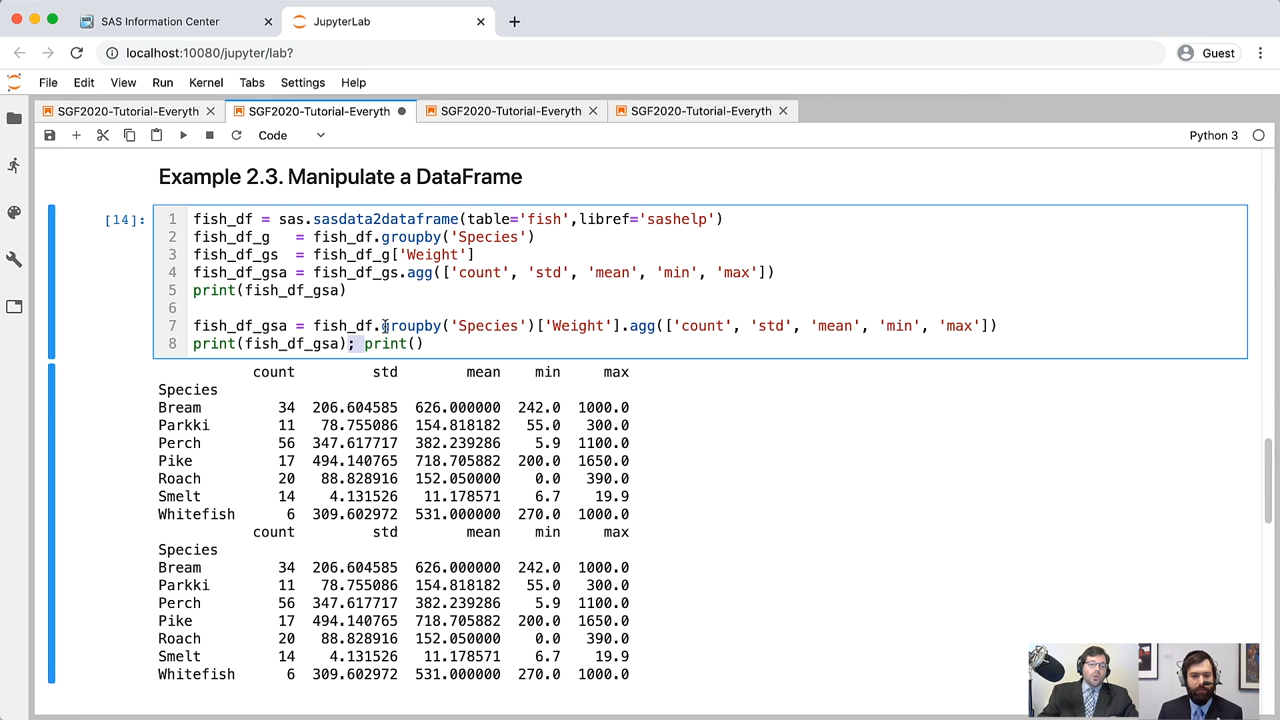 SAS Information Center
JupyterLab
localhost:10080/jupyter/lab?
Guest
File Edit View Run Kernel Tabs Settings Help
SGF2020-Tutorial-Everyth
SGF2020-Tutorial-Everyth
SGF2020-Tutorial-Everyth
SGF2020-Tutorial-Everyth
Code
Python 3
Example 2.3. Manipulate a DataFrame
[14]:
1 fish_df = sas.sasdata2dataframe(table='fish',libref='sashelp')
2 fish_df_g   = fish_df.groupby('Species')
3 fish_df_gs  = fish_df_g['Weight']
4 fish_df_gsa = fish_df_gs.agg(['count', 'std', 'mean', 'min', 'max'])
5 print(fish_df_gsa)
6
7 fish_df_gsa = fish_df.groupby('Species')['Weight'].agg(['count', 'std', 'mean', 'min', 'max'])
8 print(fish_df_gsa); print()
count std mean min max
Species
Bream 34 206.604585 626.000000 242.0 1000.0
Parkki 11 78.755086 154.818182 55.0 300.0
Perch 56 347.617717 382.239286 5.9 1100.0
Pike 17 494.140765 718.705882 200.0 1650.0
Roach 20 88.828916 152.050000 0.0 390.0
Smelt 14 4.131526 11.178571 6.7 19.9
Whitefish 6 309.602972 531.000000 270.0 1000.0
count std mean min max
Species
Bream 34 206.604585 626.000000 242.0 1000.0
Parkki 11 78.755086 154.818182 55.0 300.0
Perch 56 347.617717 382.239286 5.9 1100.0
Pike 17 494.140765 718.705882 200.0 1650.0
Roach 20 88.828916 152.050000 0.0 390.0
Smelt 14 4.131526 11.178571 6.7 19.9
Whitefish 6 309.602972 531.000000 270.0 1000.0